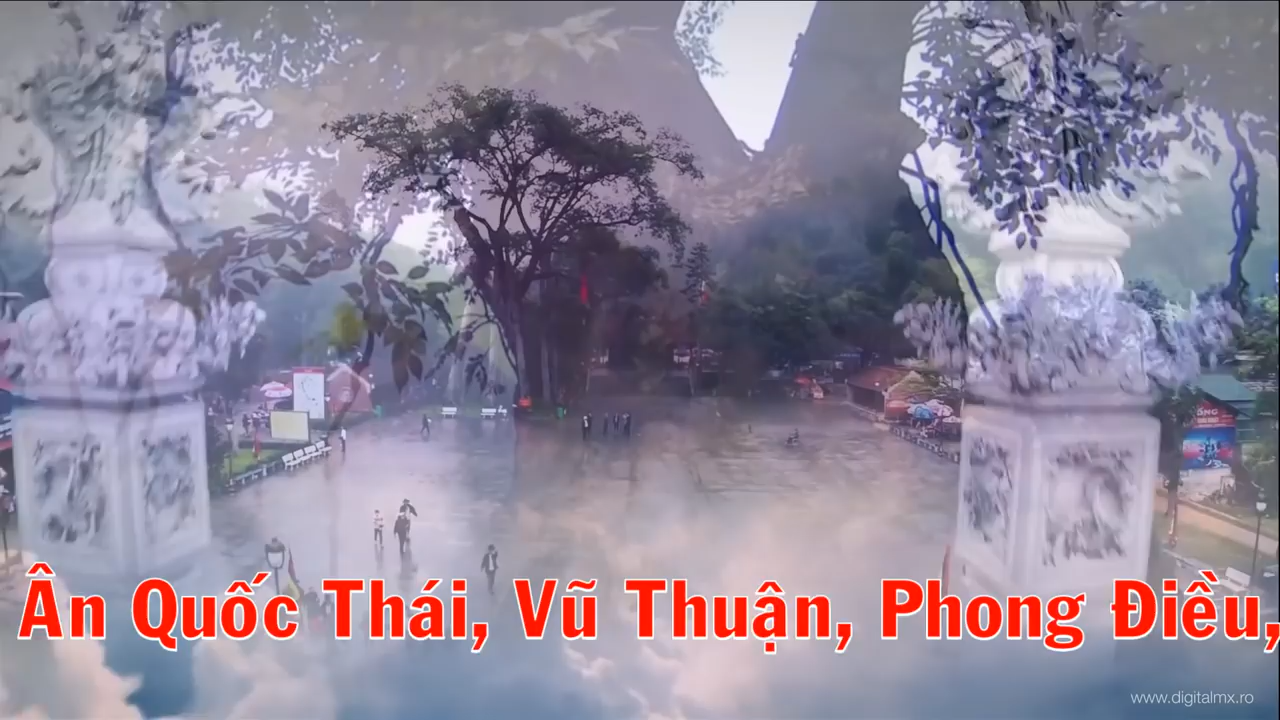 Ân Quốc Thái, Vũ Thuận, Phong Điều,
www.digitalmx.ro